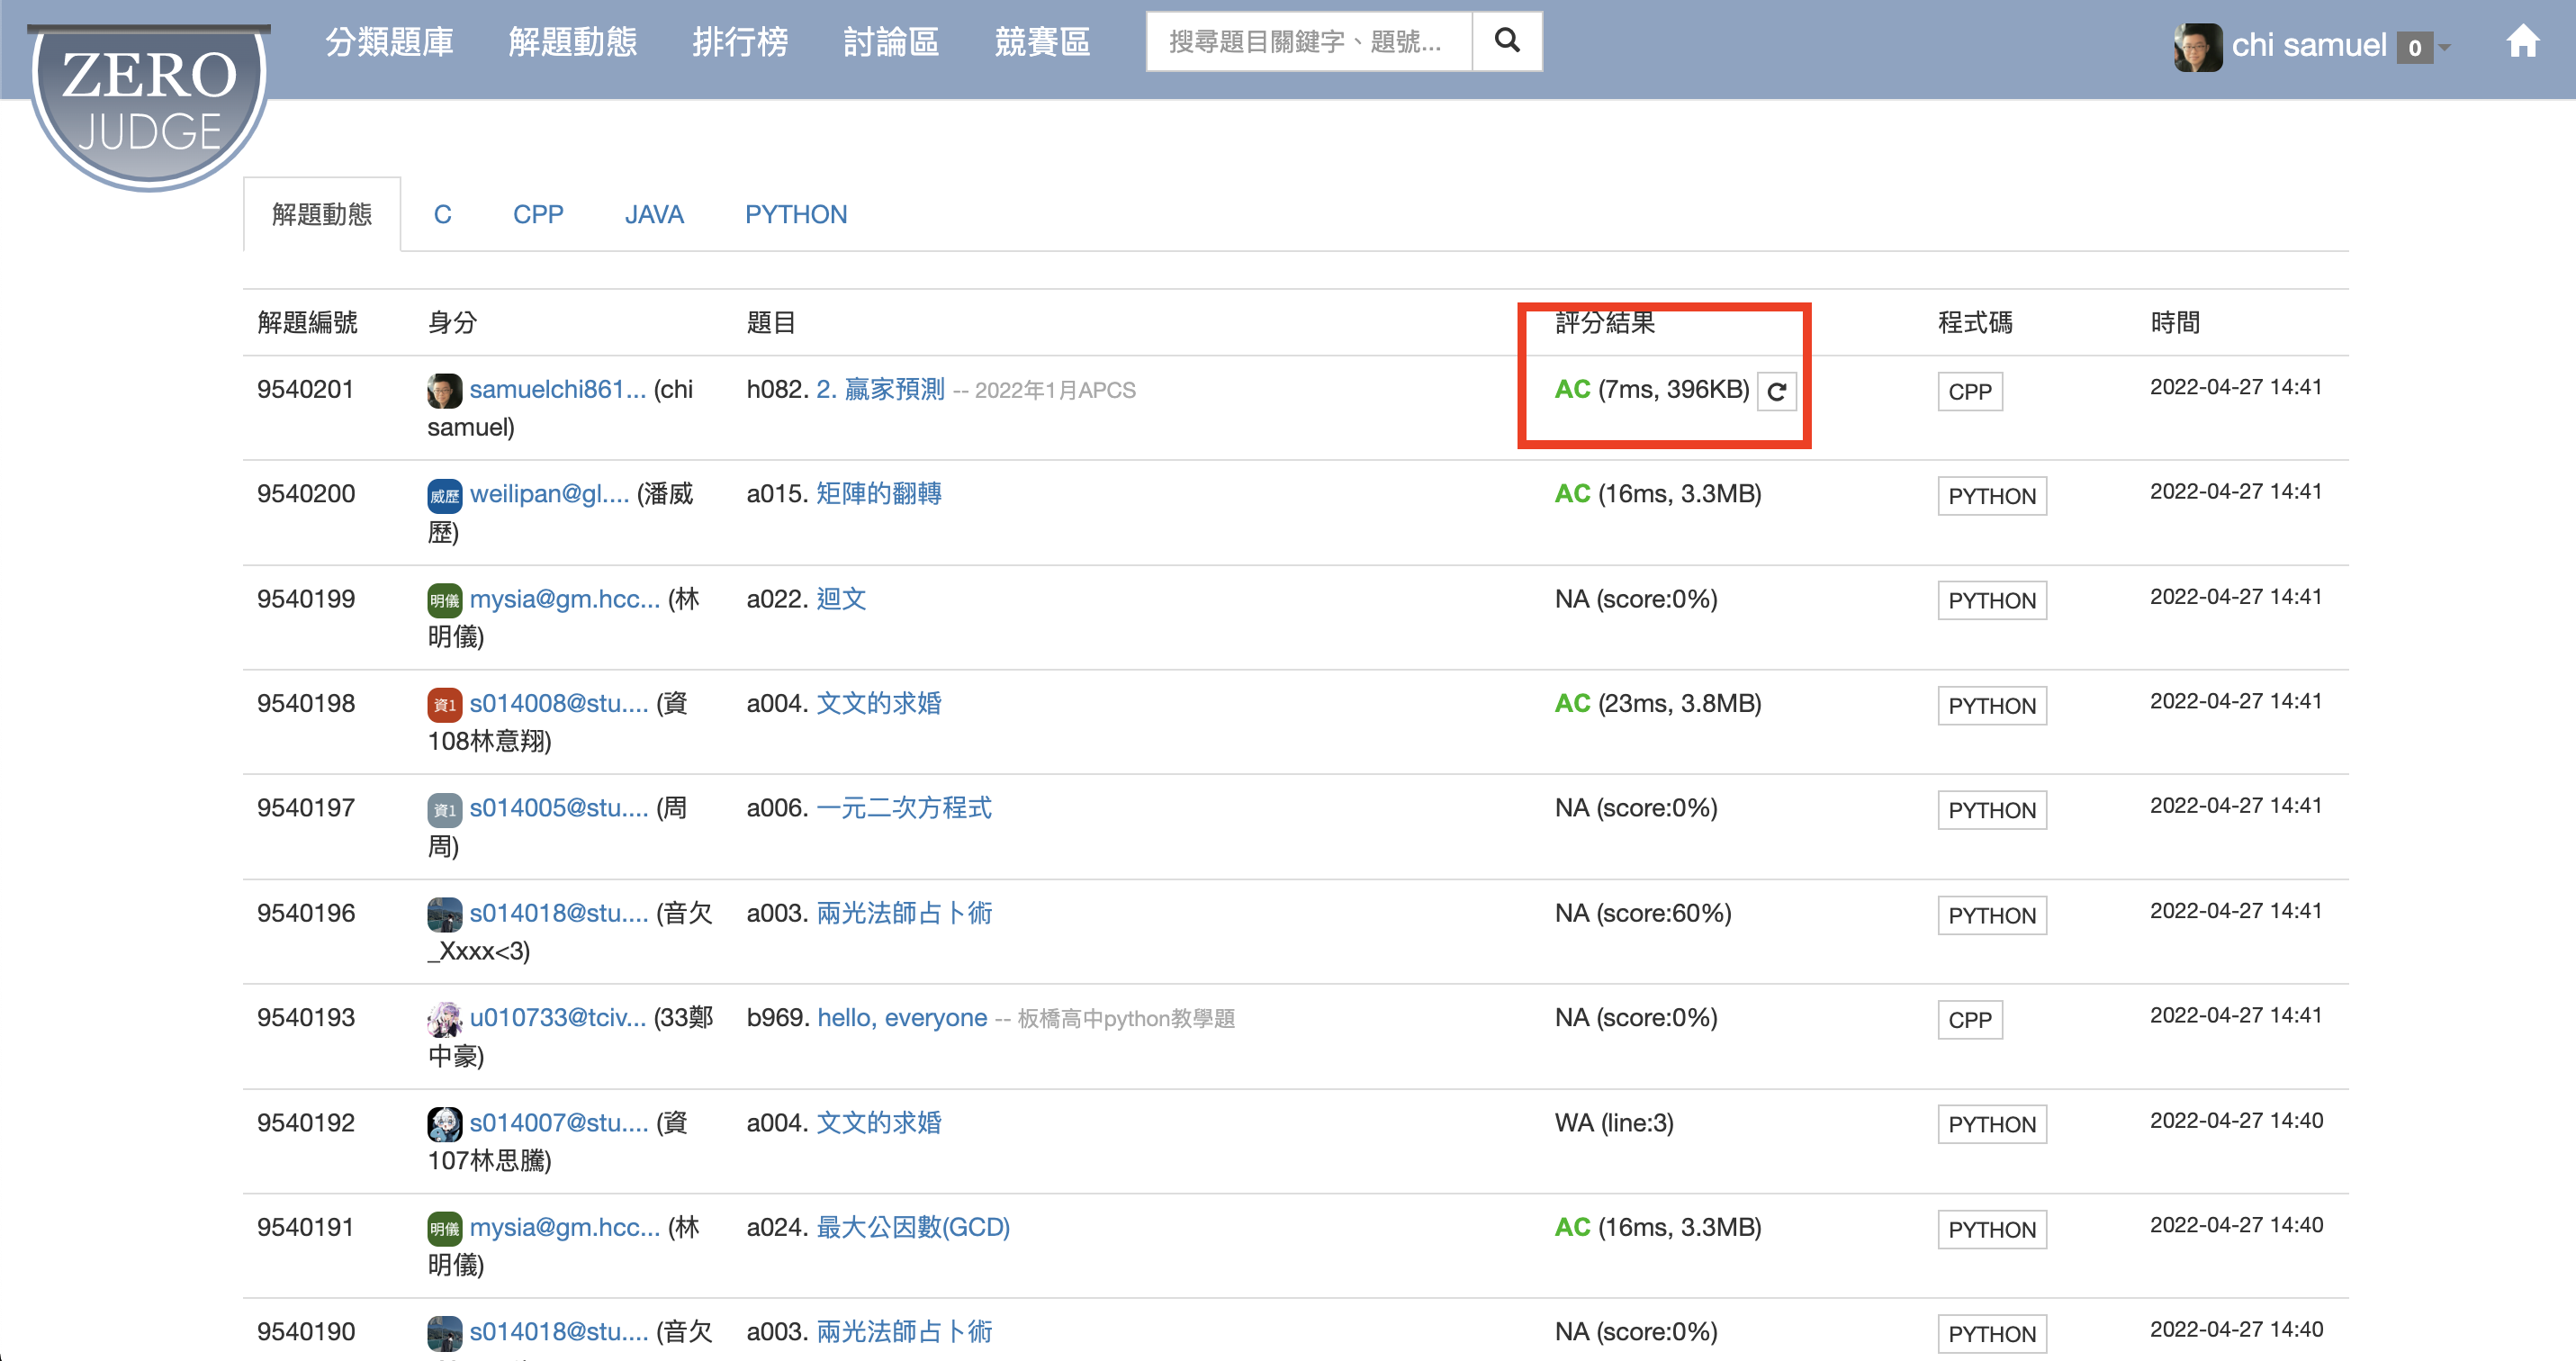 ZERO
JUDGE
分類題庫 解題動態 排行榜 討論區 競賽區 搜尋題目關鍵字、題號... chi samuel 0
解題動態 C CPP JAVA PYTHON
解題編號 身分 題目 評分結果 程式碼 時間
9540201 samuelchi861... (chi h082. 2. 贏家預測 -- 2022年1月APCS AC (7ms, 396KB) CPP 2022-04-27 14:41
samuel)
9540200 威歷 weilipan@gl.... (潘威 a015. 矩陣的翻轉 AC (16ms, 3.3MB) PYTHON 2022-04-27 14:41
歷)
9540199 明儀 mysia@gm.hcc... (林 a022. 迴文 NA (score:0%) PYTHON 2022-04-27 14:41
明儀)
9540198 資1 s014008@stu.... (資 a004. 文文的求婚 AC (23ms, 3.8MB) PYTHON 2022-04-27 14:41
108林意翔)
9540197 資1 s014005@stu.... (周 a006. 一元二次方程式 NA (score:0%) PYTHON 2022-04-27 14:41
周)
9540196 s014018@stu.... (音欠 a003. 兩光法師占卜術 NA (score:60%) PYTHON 2022-04-27 14:41
_Xxxx<3)
9540193 u010733@tciv... (33鄭 b969. hello, everyone -- 板橋高中python教學題 NA (score:0%) CPP 2022-04-27 14:41
中豪)
9540192 s014007@stu.... (資 a004. 文文的求婚 WA (line:3) PYTHON 2022-04-27 14:40
107林思騰)
9540191 明儀 mysia@gm.hcc... (林 a024. 最大公因數(GCD) AC (16ms, 3.3MB) PYTHON 2022-04-27 14:40
明儀)
9540190 s014018@stu.... (音欠 a003. 兩光法師占卜術 NA (score:0%) PYTHON 2022-04-27 14:40